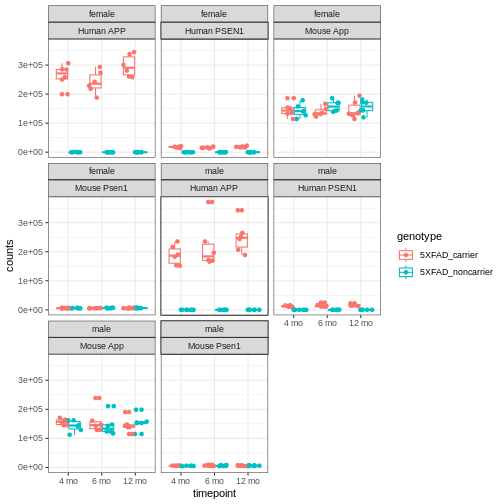 female
female
female
Human APP
Human PSEN1
Mouse App
3e+05
2e+05
1e+05
0e+00
female
male
male
Mouse Psen1
Human APP
Human PSEN1
3e+05
2e+05
1e+05
0e+00
4 mo
6 mo
12 mo
male
male
Mouse App
Mouse Psen1
3e+05
2e+05
1e+05
0e+00
4 mo
6 mo
12 mo
4 mo
6 mo
12 mo
timepoint
counts
genotype
5XFAD_carrier
5XFAD_noncarrier